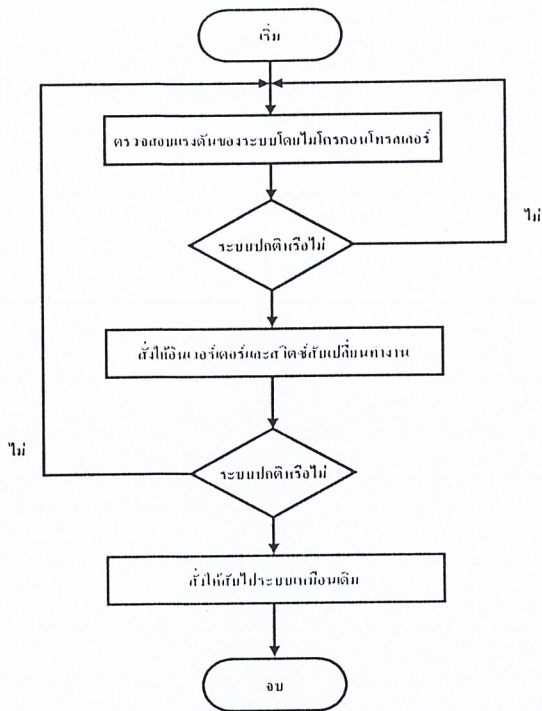 เริ่ม
ตรวจสอบแรงดันของระบบโดยไมโครคอนโทรลเลอร์
ไม่
ระบบปกติหรือไม่
สั่งให้อินเวอร์เตอร์และสวิตช์สับเปลี่ยนทำงาน
ไม่
ระบบปกติหรือไม่
สั่งให้สับไประบบเหมือนเดิม
จบ